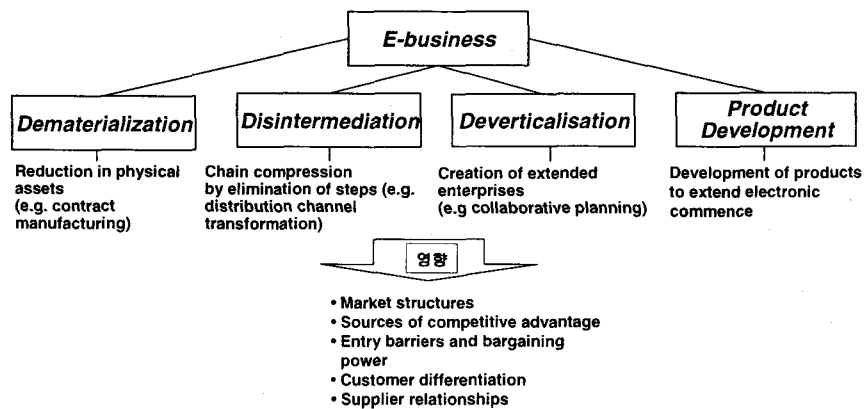 E-business
Dematerialization
Disintermediation
Deverticalisation
Product
Development
Reduction in physical
assets
(e.g. contract
manufacturing)
Chain compression
by elimination of steps (e.g.
distribution channel
transformation)
Creation of extended
enterprises
(e.g collaborative planning)
Development of products
to extend electronic
commence
영향
• Market structures
• Sources of competitive advantage
• Entry barriers and bargaining
power
• Customer differentiation
• Supplier relationships